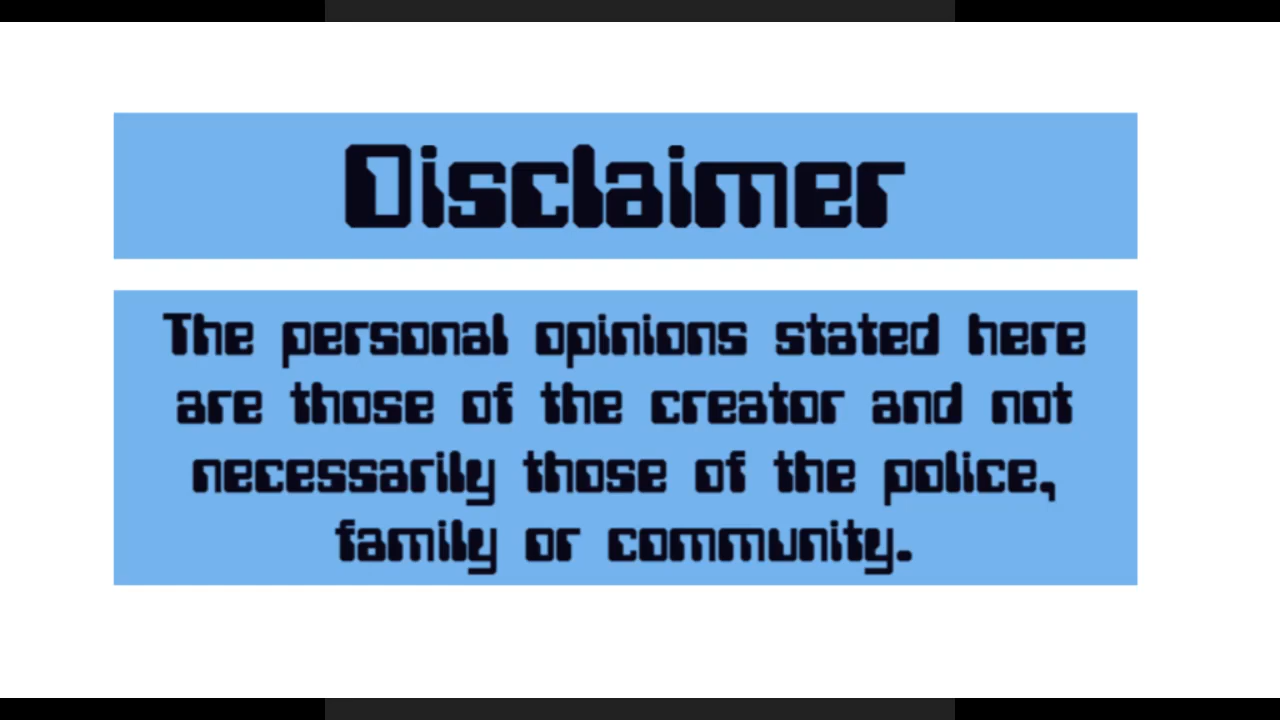 Disclaimer
The personal opinions stated here
are those of the creator and not
necessarily those of the police,
family or community.